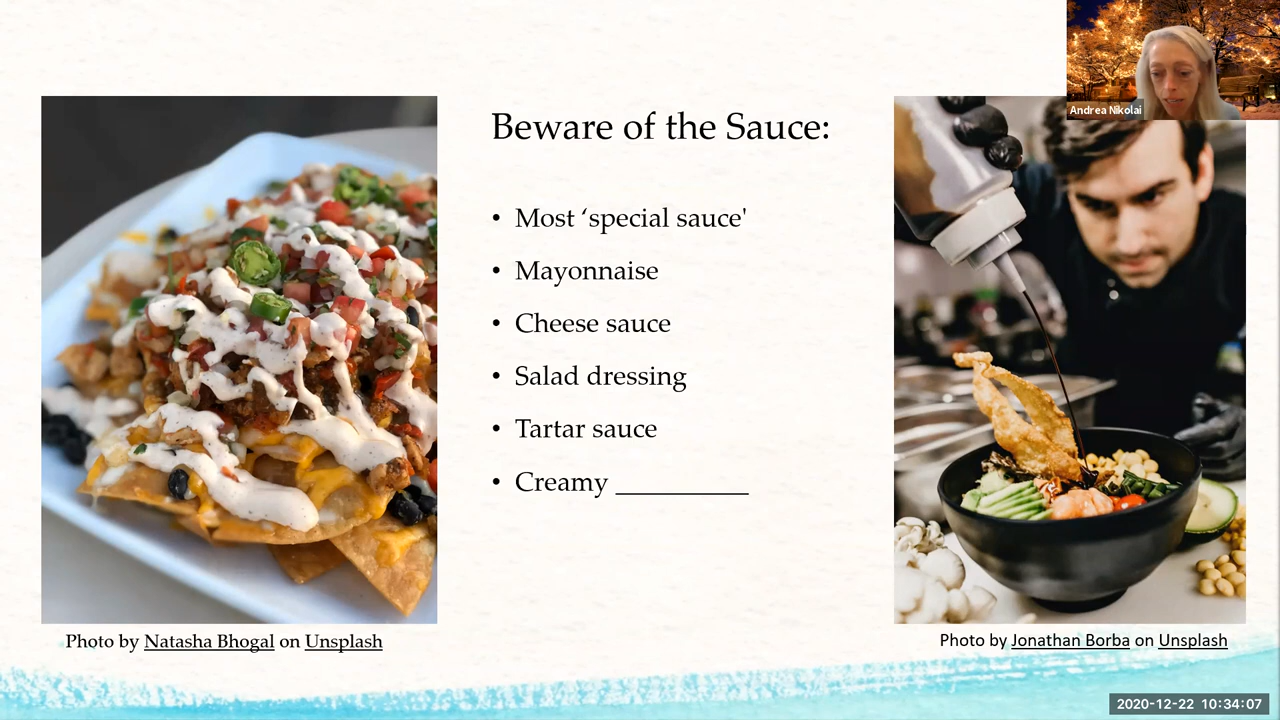 Andrea Nikolai
Beware of the Sauce:
• Most ‘special sauce'
• Mayonnaise
• Cheese sauce
• Salad dressing
• Tartar sauce
• Creamy __________
Photo by Natasha Bhogal on Unsplash
Photo by Jonathan Borba on Unsplash
2020-12-22 10:34:07